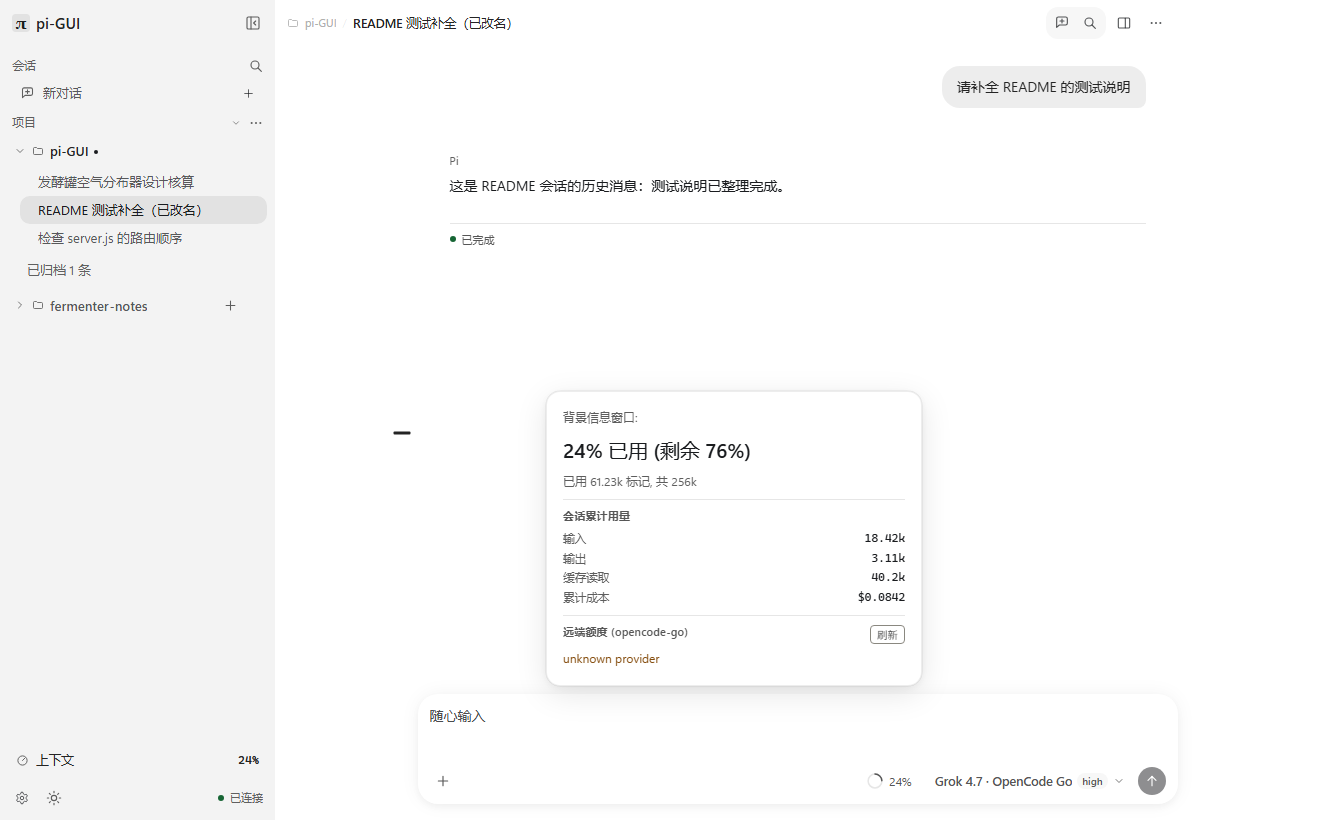 π pi-GUI
会话
新对话
项目
pi-GUI
发酵罐空气分布器设计核算
README 测试补全（已改名）
检查 server.js 的路由顺序
已归档 1 条
fermenter-notes
上下文 24%
已连接
pi-GUI / README 测试补全（已改名）
请补全 README 的测试说明
Pi
这是 README 会话的历史消息：测试说明已整理完成。
已完成
背景信息窗口:
24% 已用 (剩余 76%)
已用 61.23k 标记, 共 256k
会话累计用量
输入 18.42k
输出 3.11k
缓存读取 40.2k
累计成本 $0.0842
远端额度 (opencode-go) 刷新
unknown provider
随心输入
24% Grok 4.7 · OpenCode Go high